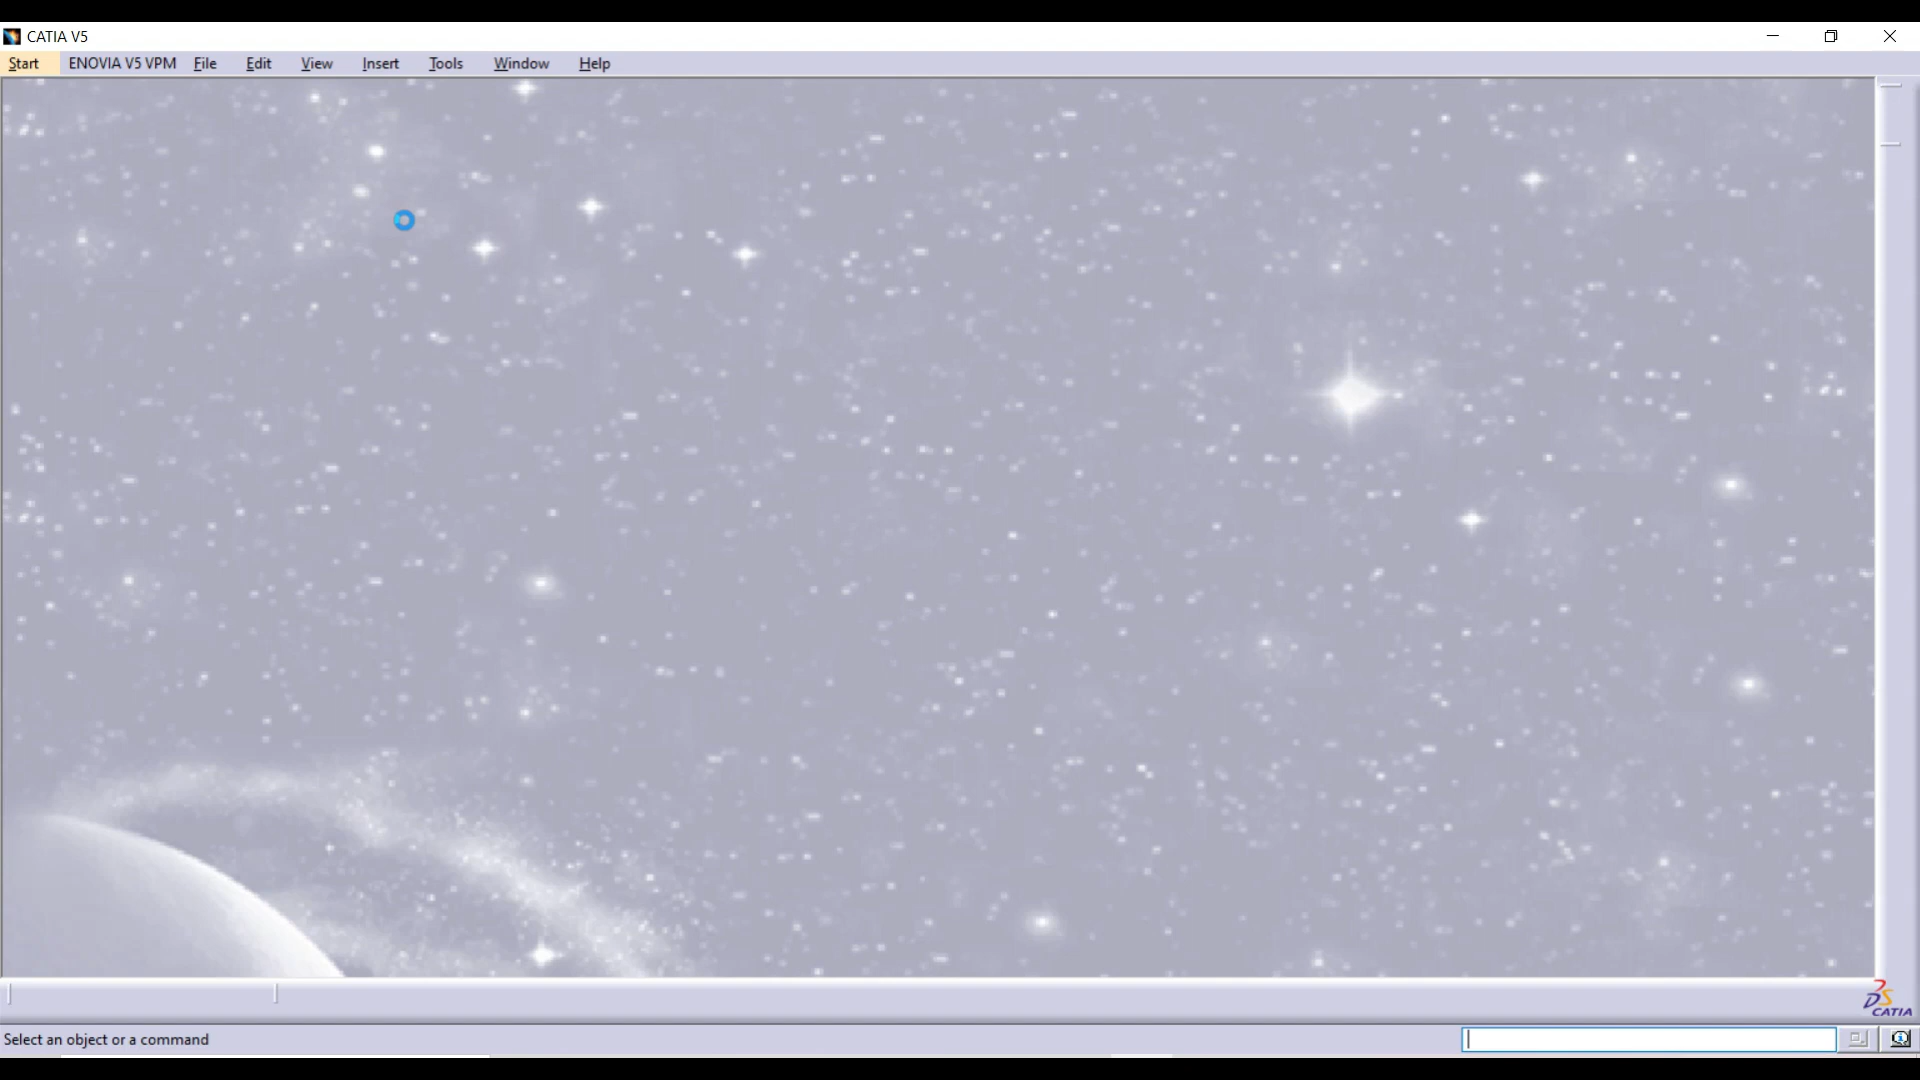 CATIA V5
Start ENOVIA V5 VPM File Edit View Insert Tools Window Help
DS CATIA
Select an object or a command